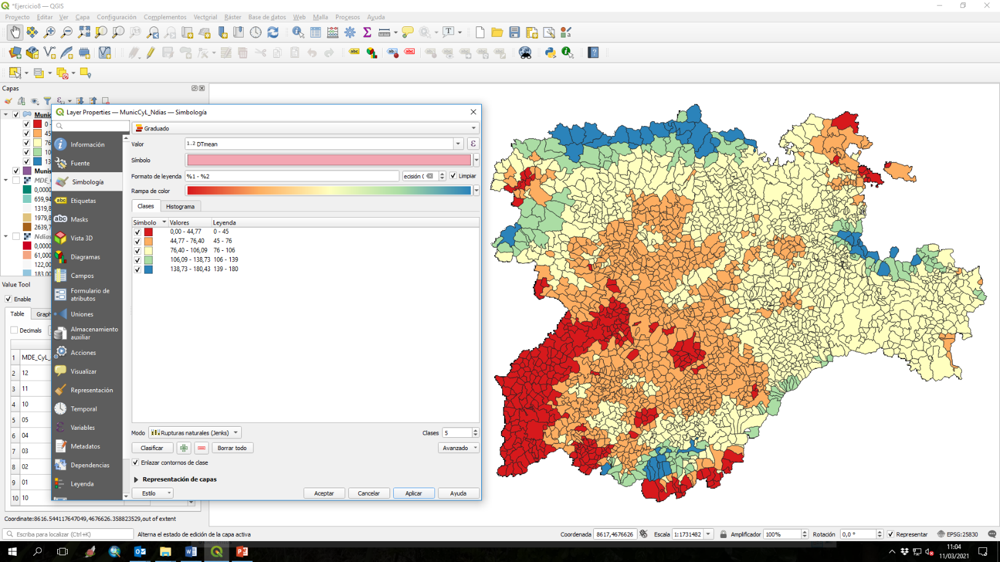 *Ejercicio8 — QGIS
Proyecto Editar Ver Capa Configuración Complementos Vectorial Ráster Base de datos Web Malla Procesos Ayuda
Capas
Munic
0 -
45
76
10
13
Munis
MDE_
0,0000
659,94
1319,8
1979,8
2639,7
Ndias
0,0000
61,000
122,00
183,00
Value Tool
Enable
Table Graph
Decimals
1 MDE_CyL_
2 12
3 11
4 10
5 05
6 04
7 03
8 02
9 01
10 10
Coordinate:8616.544117647049,4676626.358823529,out of extent
Layer Properties — MunicCyL_Ndias — Simbología
Información
Fuente
Simbología
Etiquetas
Masks
Vista 3D
Diagramas
Campos
Formulario de
atributos
Uniones
Almacenamiento
auxiliar
Acciones
Visualizar
Representación
Temporal
Variables
Metadatos
Dependencias
Leyenda
Graduado
Valor 1.2 DTmean
Símbolo
Formato de leyenda %1 - %2 ecisión 0 Limpiar
Rampa de color
Clases Histograma
Símbolo Valores Leyenda
0,00 - 44,77 0 - 45
44,77 - 76,40 45 - 76
76,40 - 106,09 76 - 106
106,09 - 138,73 106 - 139
138,73 - 180,43 139 - 180
Modo Rupturas naturales (Jenks) Clases 5
Clasificar Borrar todo Avanzado
Enlazar contornos de clase
Representación de capas
Estilo Aceptar Cancelar Aplicar Ayuda
Escriba para localizar (Ctrl+K) Alterna el estado de edición de la capa activa Coordenada 8617,4676626 Escala 1:1731482 Amplificador 100% Rotación 0,0 ° Representar EPSG:25830
11:04
11/03/2021